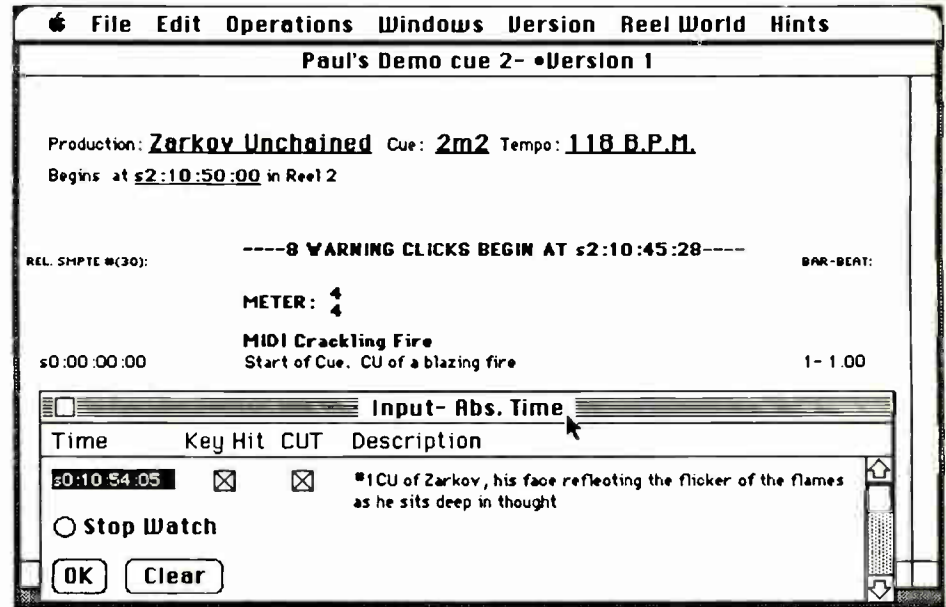 File Edit Operations Windows Version Reel World Hints
Paul's Demo cue 2- •Version 1
Production: Zarkov Unchained Cue: 2m2 Tempo: 118 B.P.M.
Begins at s2:10:50:00 in Reel 2
----8 WARNING CLICKS BEGIN AT s2:10:45:28----
REL. SMPTE #(30):
BAR-BEAT:
METER: 4
4
MIDI Crackling Fire
s0:00:00:00 Start of Cue. CU of a blazing fire 1- 1.00
Input- Abs. Time
Time Key Hit CUT Description
s0:10:54:05 #1 CU of Zarkov, his face reflecting the flicker of the flames
as he sits deep in thought
Stop Watch
OK Clear